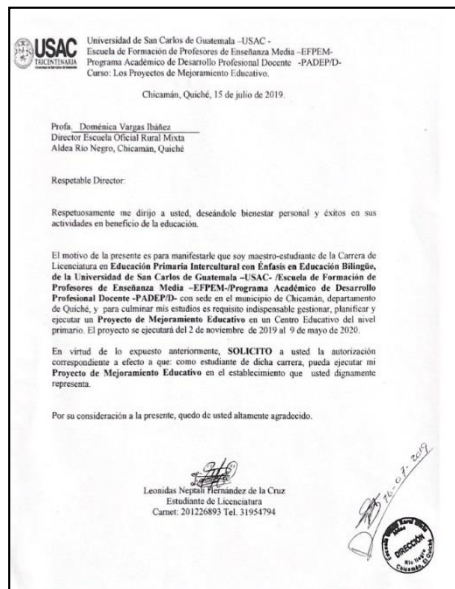 USAC
TRICENTENARIA
Universidad de San Carlos de Guatemala –USAC -
Escuela de Formación de Profesores de Enseñanza Media –EFPEM-
Programa Académico de Desarrollo Profesional Docente -PADEP/D-
Curso: Los Proyectos de Mejoramiento Educativo.
Chicamán, Quiché, 15 de julio de 2019.
Profa. Doménica Vargas Ibáñez
Director Escuela Oficial Rural Mixta
Aldea Río Negro, Chicamán, Quiché
Respetable Director:
Respetuosamente me dirijo a usted, deseándole bienestar personal y éxitos en sus
actividades en beneficio de la educación.
El motivo de la presente es para manifestarle que soy maestro-estudiante de la Carrera de
Licenciatura en Educación Primaria Intercultural con Énfasis en Educación Bilingüe,
de la Universidad de San Carlos de Guatemala –USAC- /Escuela de Formación de
Profesores de Enseñanza Media –EFPEM-/Programa Académico de Desarrollo
Profesional Docente -PADEP/D- con sede en el municipio de Chicamán, departamento
de Quiché, y para culminar mis estudios es requisito indispensable gestionar, planificar y
ejecutar un Proyecto de Mejoramiento Educativo en un Centro Educativo del nivel
primario. El proyecto se ejecutará del 2 de noviembre de 2019 al 9 de mayo de 2020.
En virtud de lo expuesto anteriormente, SOLICITO a usted la autorización
correspondiente a efecto a que: como estudiante de dicha carrera, pueda ejecutar mi
Proyecto de Mejoramiento Educativo en el establecimiento que usted dignamente
representa.
Por su consideración a la presente, quedo de usted altamente agradecido.
Leonidas Neptalí Hernández de la Cruz
Estudiante de Licenciatura
Carnet: 201226893 Tel. 31954794
DIRECCIÓN